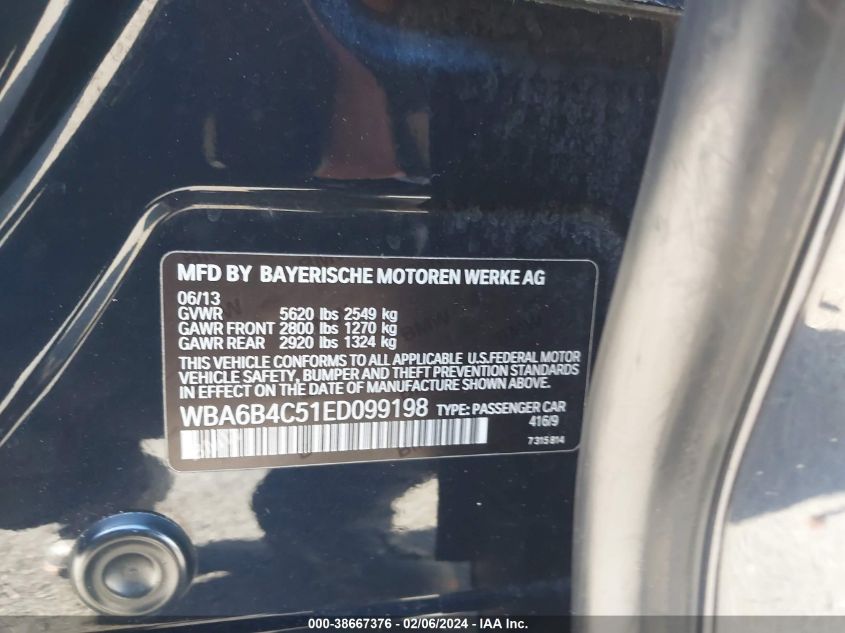 MFD BY BAYERISCHE MOTOREN WERKE AG
06/13
GVWR 5620 lbs 2549 kg
GAWR FRONT 2800 lbs 1270 kg
GAWR REAR 2920 lbs 1324 kg
THIS VEHICLE CONFORMS TO ALL APPLICABLE U.S.FEDERAL MOTOR
VEHICLE SAFETY, BUMPER AND THEFT PREVENTION STANDARDS
IN EFFECT ON THE DATE OF MANUFACTURE SHOWN ABOVE.
WBA6B4C51ED099198 TYPE: PASSENGER CAR
416/9
7 315 814
000-38667376 - 02/06/2024 - IAA Inc.